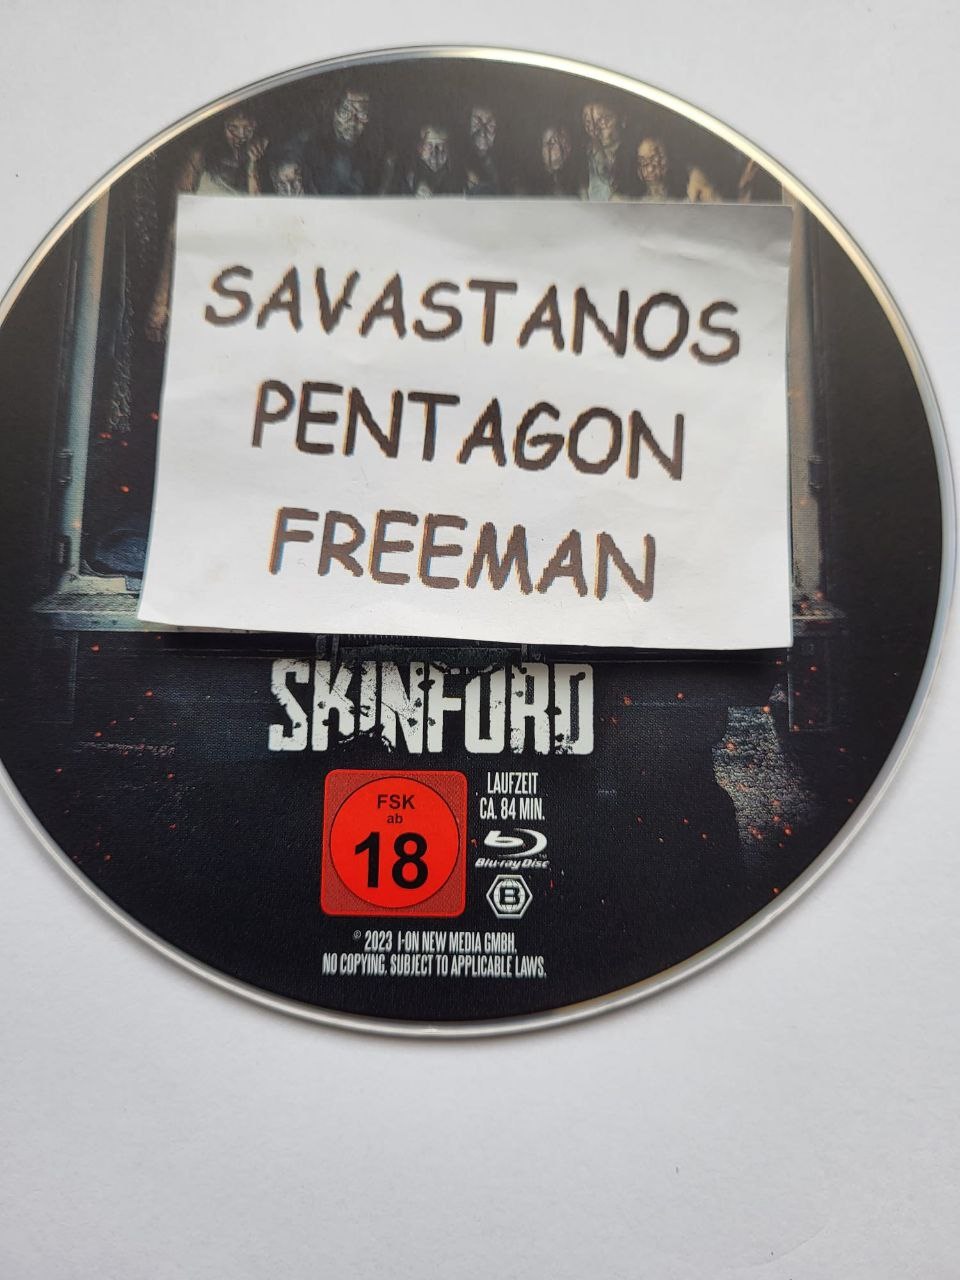 SAVASTANOS
PENTAGON
FREEMAN
SKINFORD
FSK
ab
18
LAUFZEIT
CA. 84 MIN.
Blu-ray Disc™
B
© 2023 I-ON NEW MEDIA GMBH.
NO COPYING. SUBJECT TO APPLICABLE LAWS.